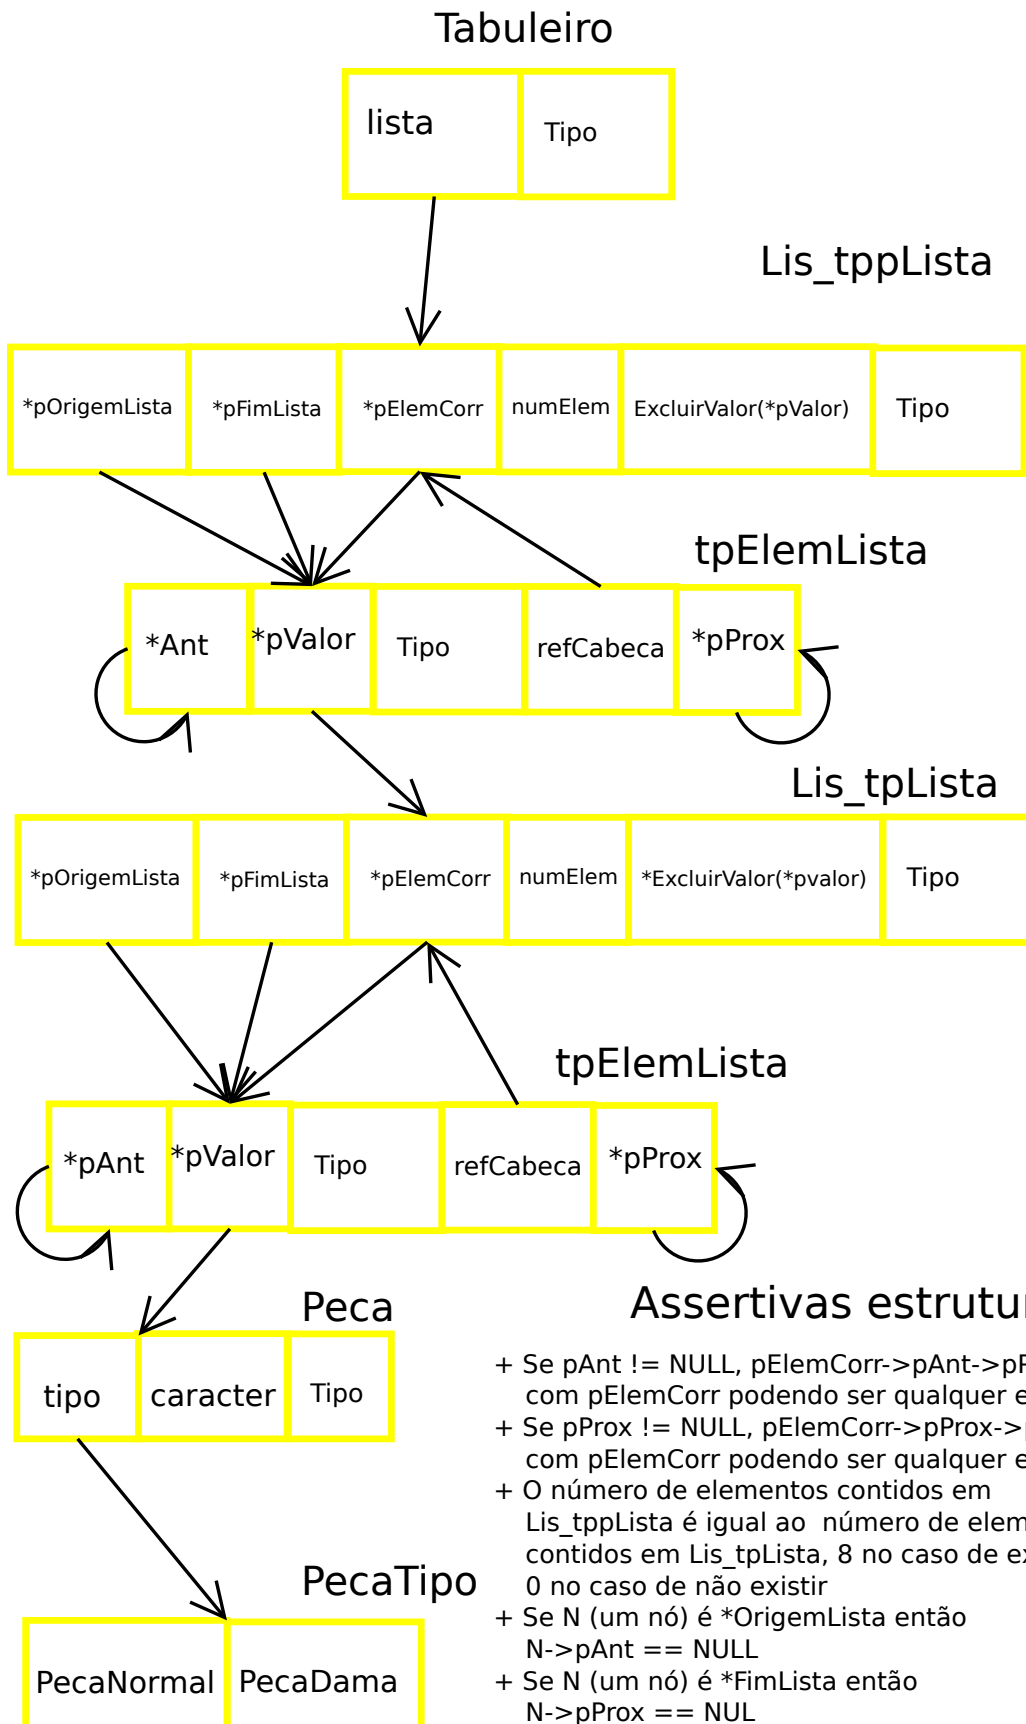 Tabuleiro
lista
Tipo
Lis_tppLista
*pOrigemLista
*pFimLista
*pElemCorr
numElem
ExcluirValor(*pValor)
Tipo
tpElemLista
*Ant
*pValor
Tipo
refCabeca
*pProx
Lis_tpLista
*pOrigemLista
*pFimLista
*pElemCorr
numElem
*ExcluirValor(*pvalor)
Tipo
tpElemLista
*pAnt
*pValor
Tipo
refCabeca
*pProx
Peca
tipo
caracter
Tipo
PecaTipo
PecaNormal
PecaDama
Assertivas
+ Se pAnt != NULL, pElemCorr->pAnt->
com pElemCorr podendo ser qualquer
+ Se pProx != NULL, pElemCorr->pProx->
com pElemCorr podendo ser qualquer
+ O número de elementos contidos em
Lis_tppLista é igual ao número de
contidos em Lis_tpLista, 8 no caso de
0 no caso de não existir
+ Se N (um nó) é *OrigemLista então
N->pAnt == NULL
+ Se N (um nó) é *FimLista então
N->pProx == NUL